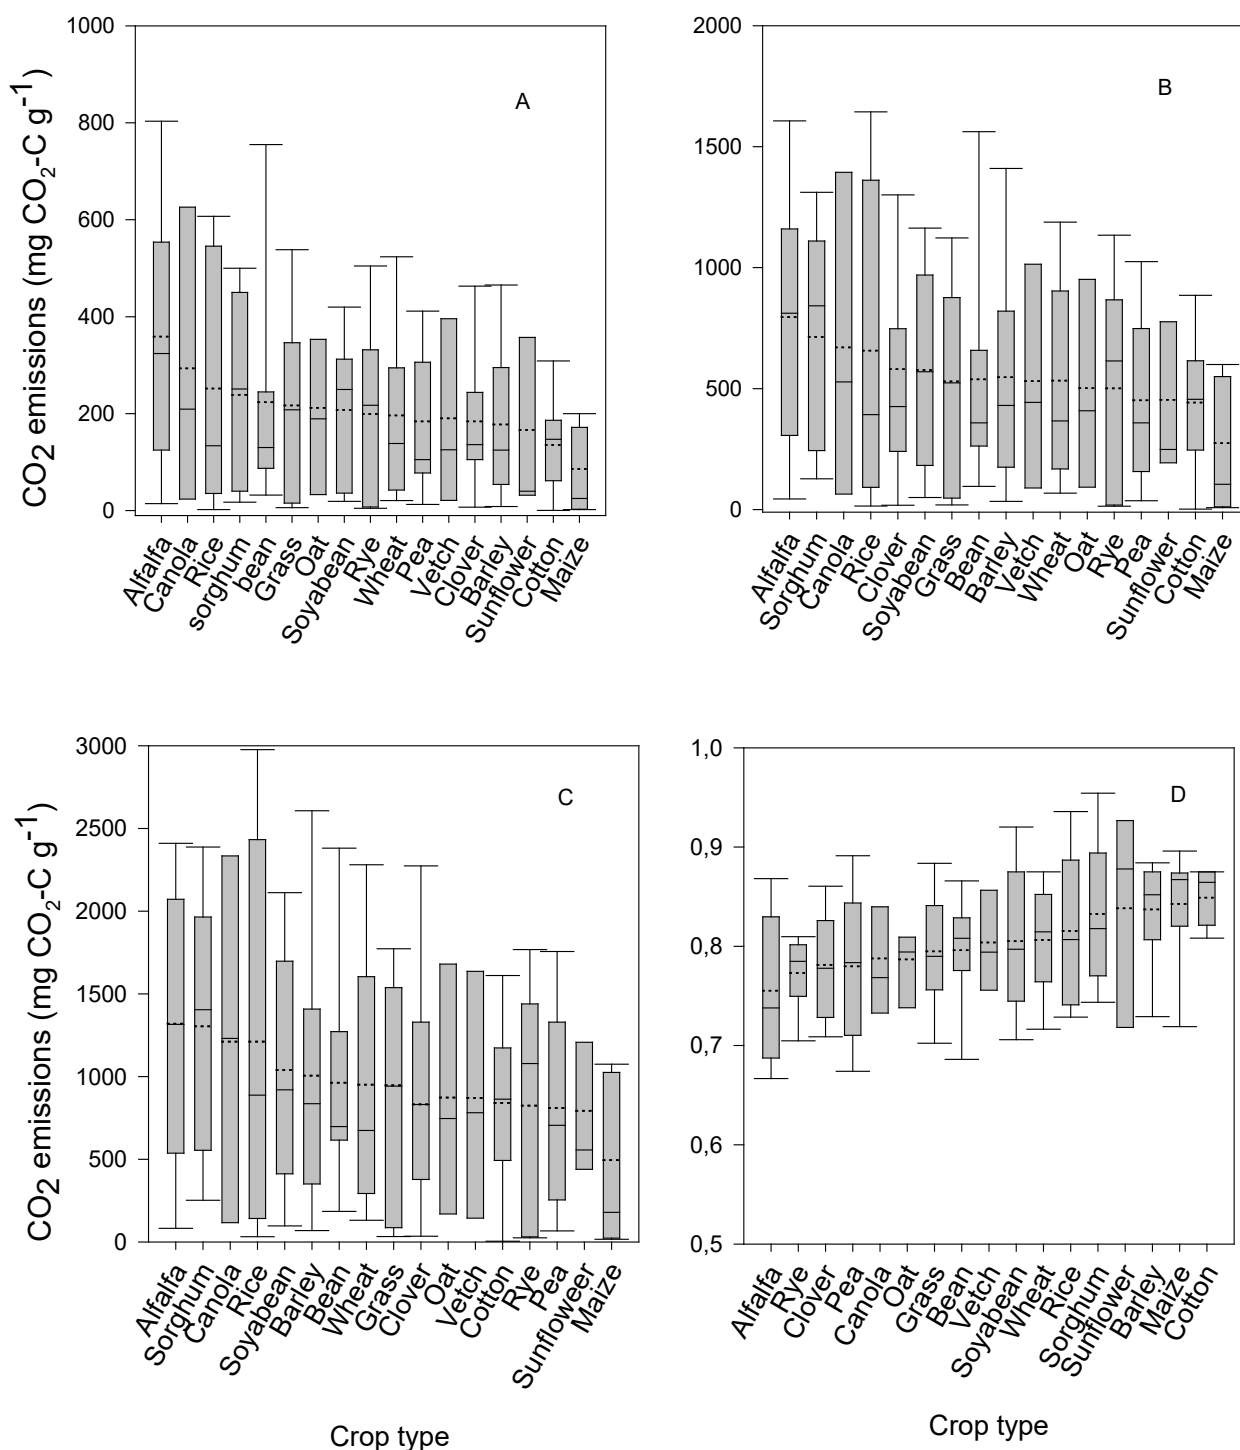 CO2 emissions (mg CO2-C g-1)
1000
800
600
400
200
0
A
Alfalfa
Canola
Rice
sorghum
bean
Grass
Oat
Soyabean
Rye
Wheat
Pea
Vetch
Clover
Barley
Sunflower
Cotton
Maize
2000
1500
1000
500
0
B
Alfalfa
Sorghum
Canola
Rice
Clover
Soyabean
Grass
Bean
Barley
Vetch
Wheat
Oat
Rye
Pea
Sunflower
Cotton
Maize
CO2 emissions (mg CO2-C g-1)
3000
2500
2000
1500
1000
500
0
C
Alfalfa
Sorghum
Canola
Rice
Soyabean
Barley
Bean
Wheat
Grass
Clover
Oat
Vetch
Cotton
Rye
Pea
Sunfloweer
Maize
Crop type
1,0
0,9
0,8
0,7
0,6
0,5
D
Alfalfa
Rye
Clover
Pea
Canola
Oat
Grass
Bean
Vetch
Soyabean
Wheat
Rice
Sorghum
Sunflower
Barley
Maize
Cotton
Crop type